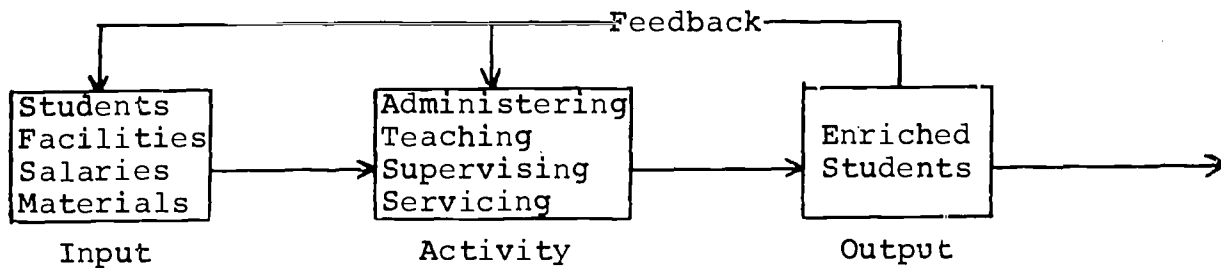 Feedback
Students
Facilities
Salaries
Materials
Administering
Teaching
Supervising
Servicing
Enriched
Students
Input
Activity
Output